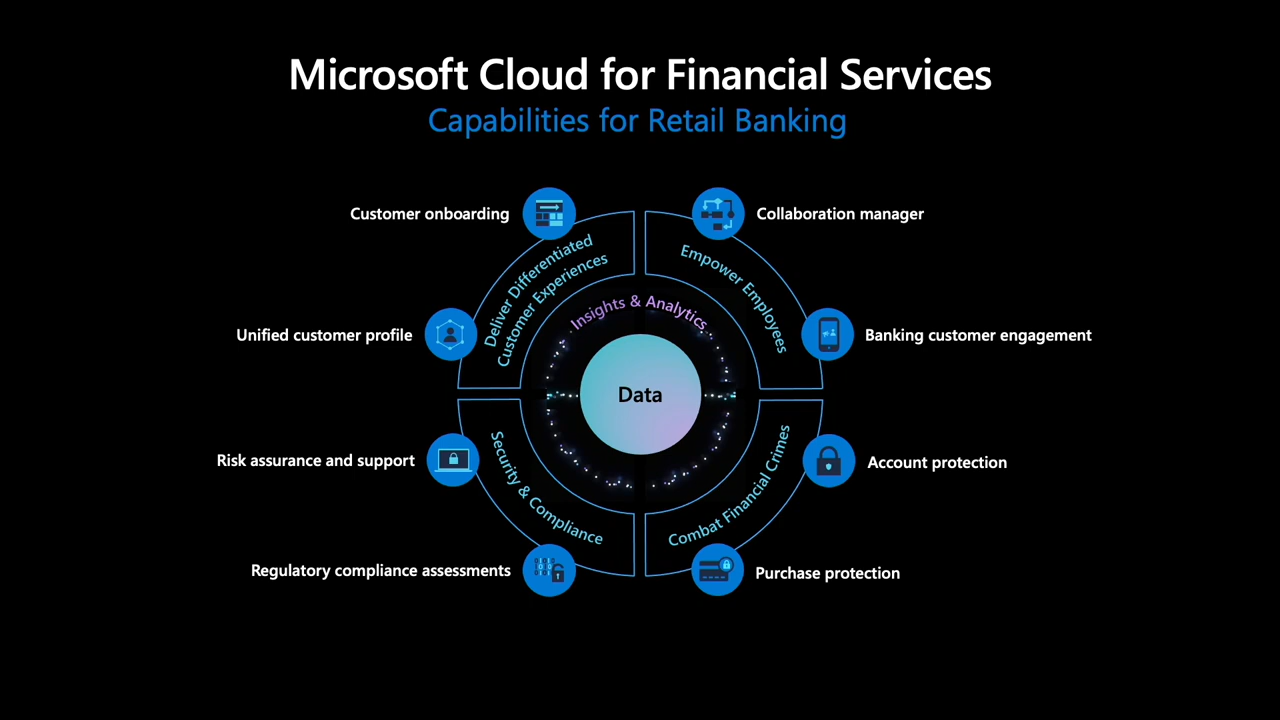 Microsoft Cloud for Financial Services
Capabilities for Retail Banking
Customer onboarding
Collaboration manager
Deliver Differentiated
Customer Experiences
Empower Employees
Insights & Analytics
Unified customer profile
Banking customer engagement
Data
Risk assurance and support
Account protection
Security & Compliance
Combat Financial Crimes
Regulatory compliance assessments
Purchase protection